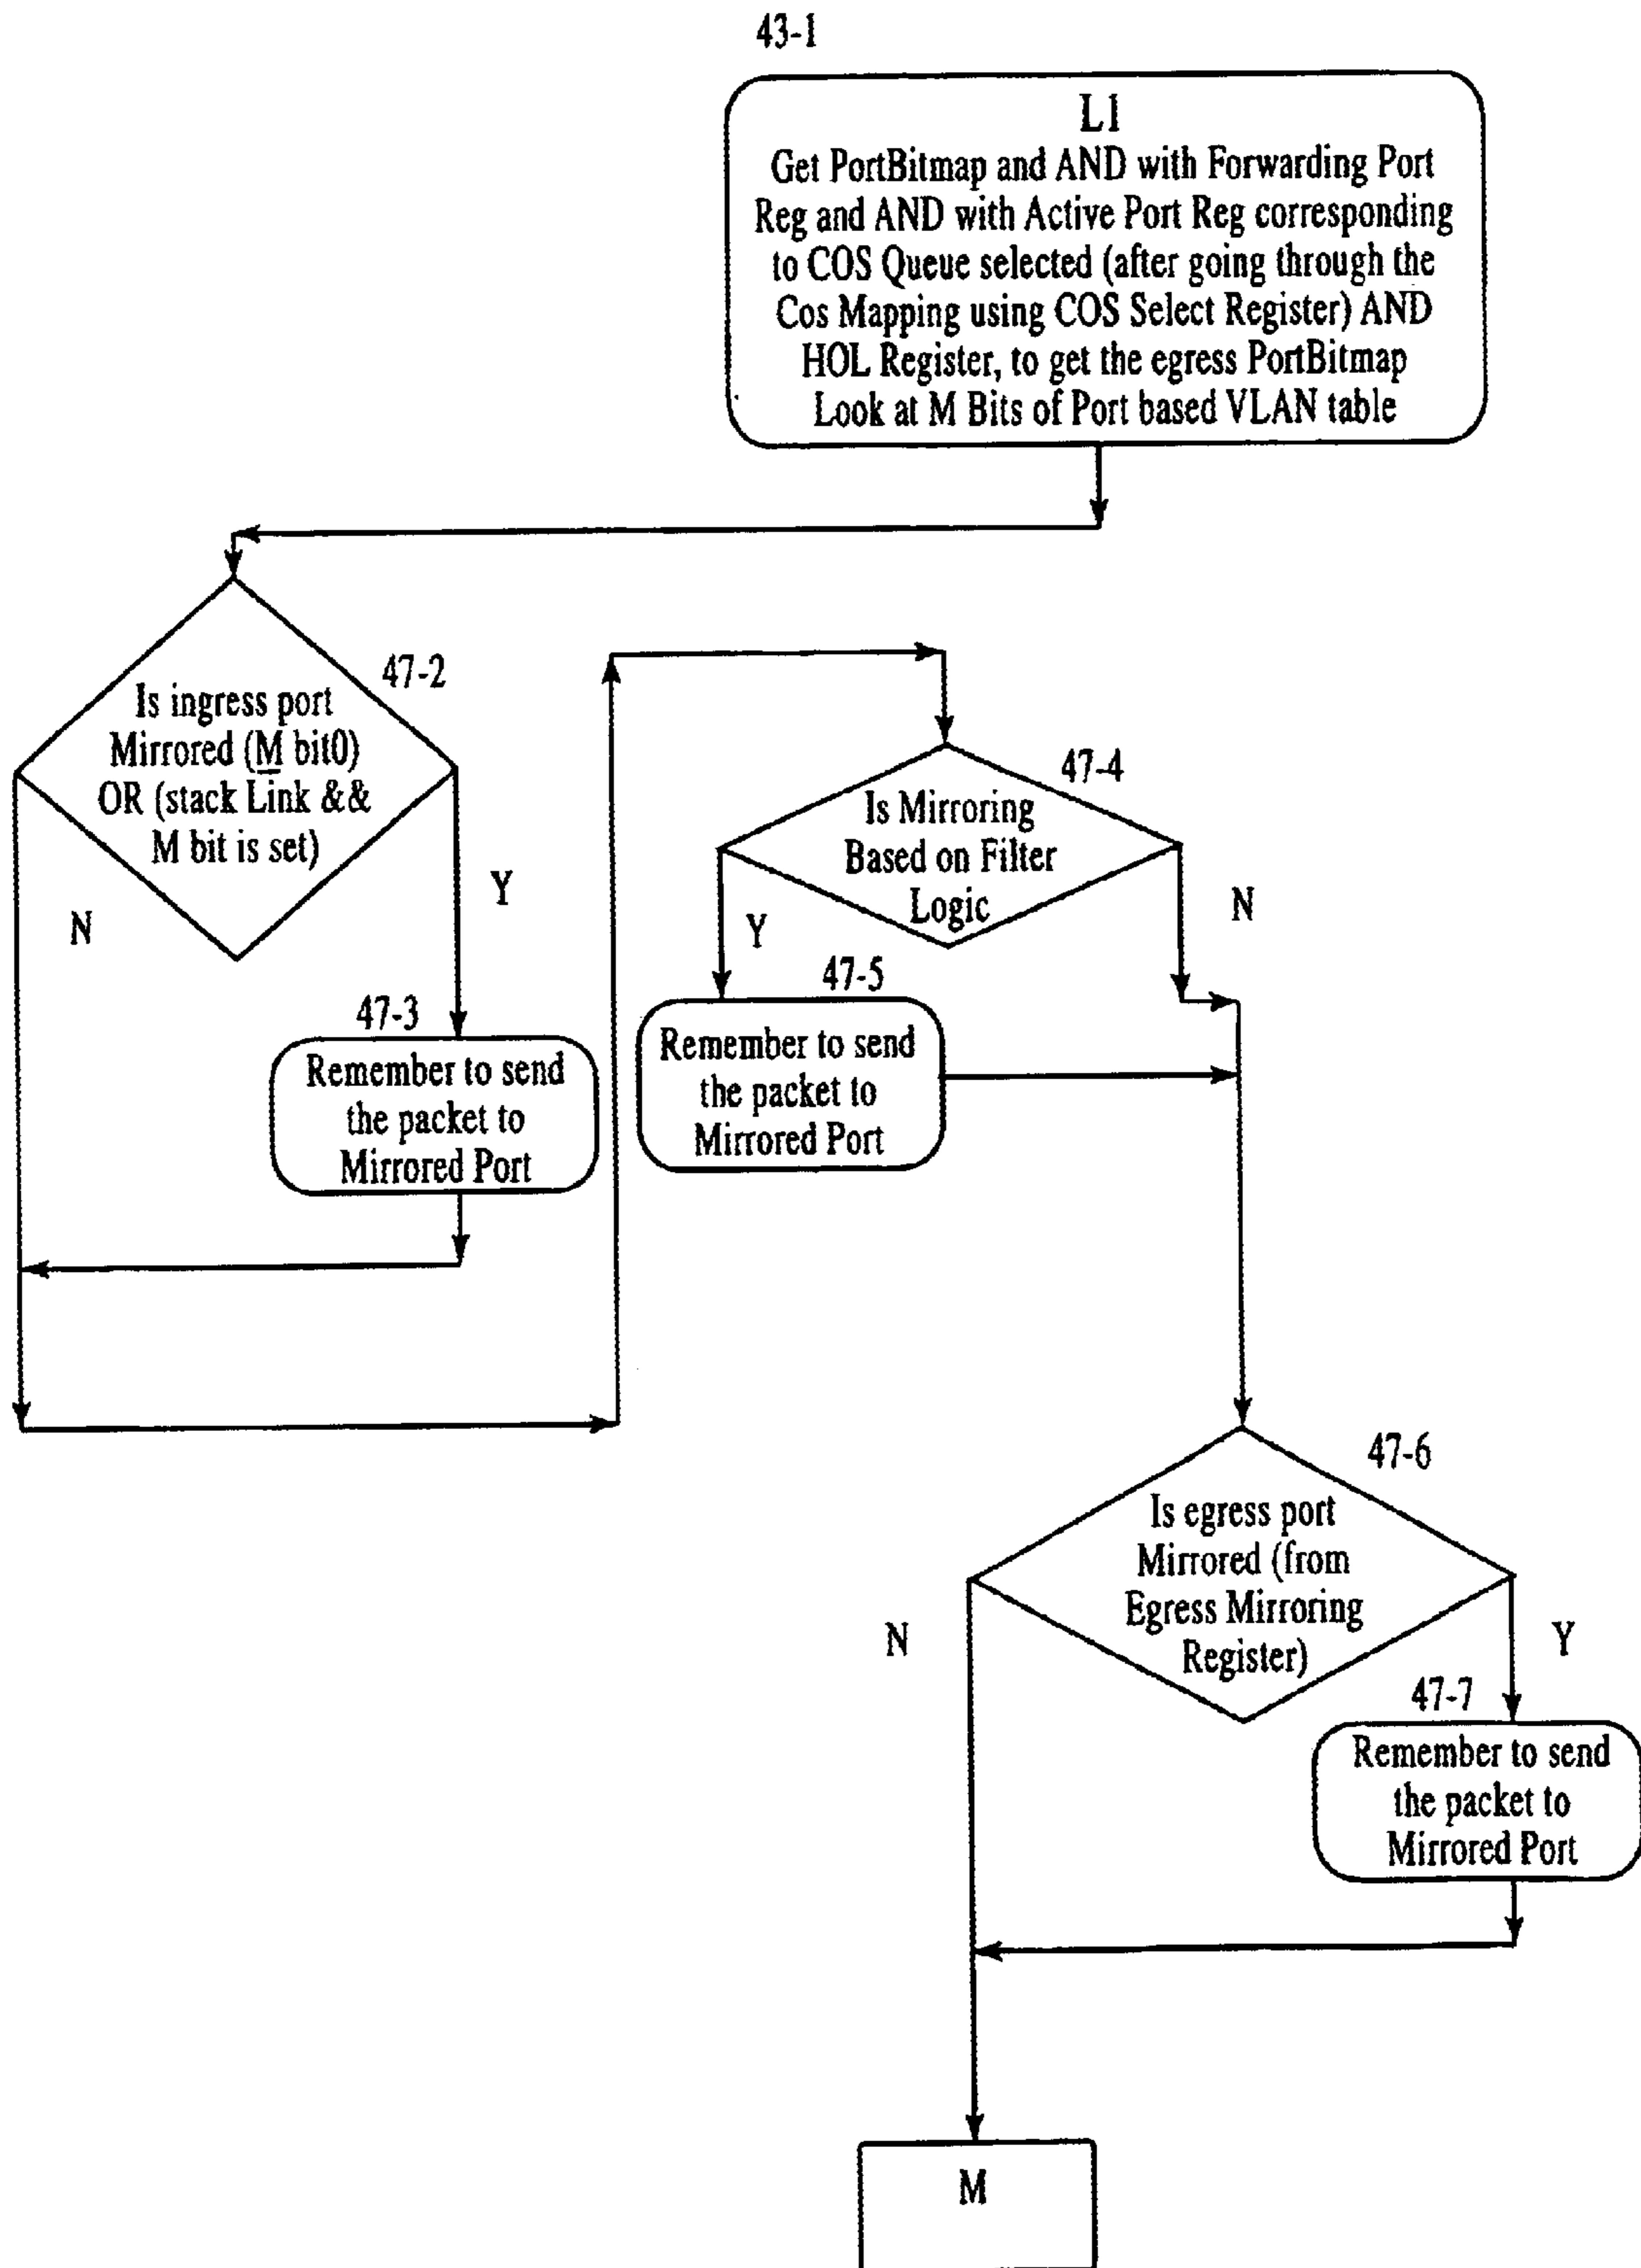 43-1
L1
Get PortBitmap and AND with Forwarding Port
Reg and AND with Active Port Reg corresponding
to COS Queue selected (after going through the
Cos Mapping using COS Select Register) AND
HOL Register, to get the egress PortBitmap
Look at M Bits of Port based VLAN table
47-2
Is ingress port
Mirrored (M bit0)
OR (stack Link &&
M bit is set)
N
Y
47-3
Remember to send
the packet to
Mirrored Port
47-4
Is Mirroring
Based on Filter
Logic
Y
N
47-5
Remember to send
the packet to
Mirrored Port
47-6
Is egress port
Mirrored (from
Egress Mirroring
Register)
N
Y
47-7
Remember to send
the packet to
Mirrored Port
M